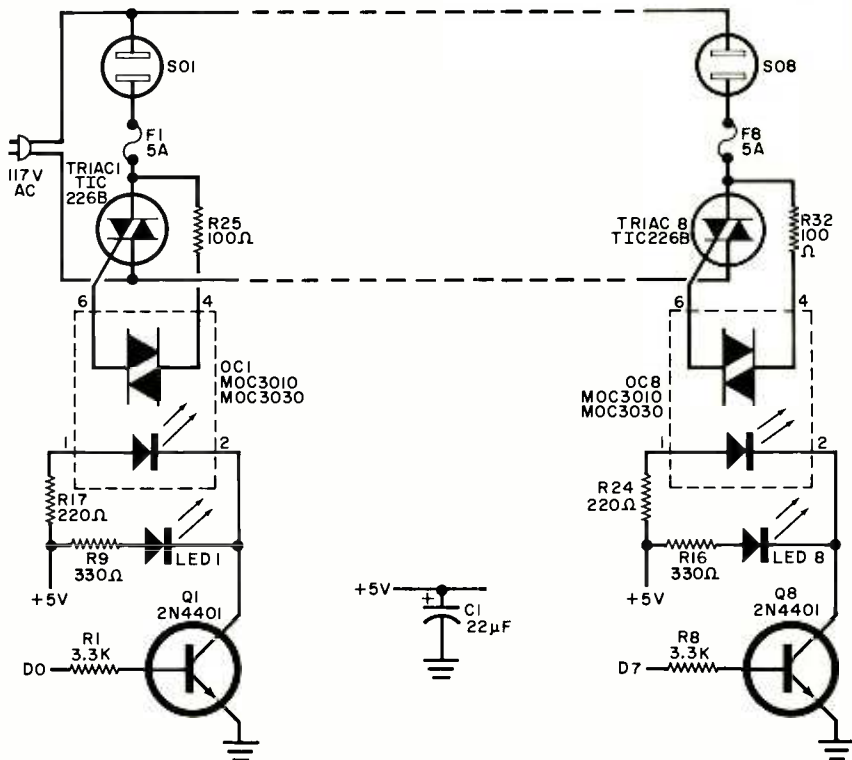 SO1
SO8
F1
5A
F8
5A
117V
AC
TRIAC1
TIC
226B
R25
100Ω
TRIAC 8
TIC226B
R32
100
Ω
6
4
6
4
OC1
MOC3010
MOC3030
OC8
MOC3010
MOC3030
1
2
1
2
R17
220Ω
R24
220Ω
R9
330Ω
LED 1
R16
330Ω
LED 8
+5V
+5V
+5V
+
C1
22µF
Q1
2N4401
Q8
2N4401
R1
3.3K
R8
3.3K
D0
D7